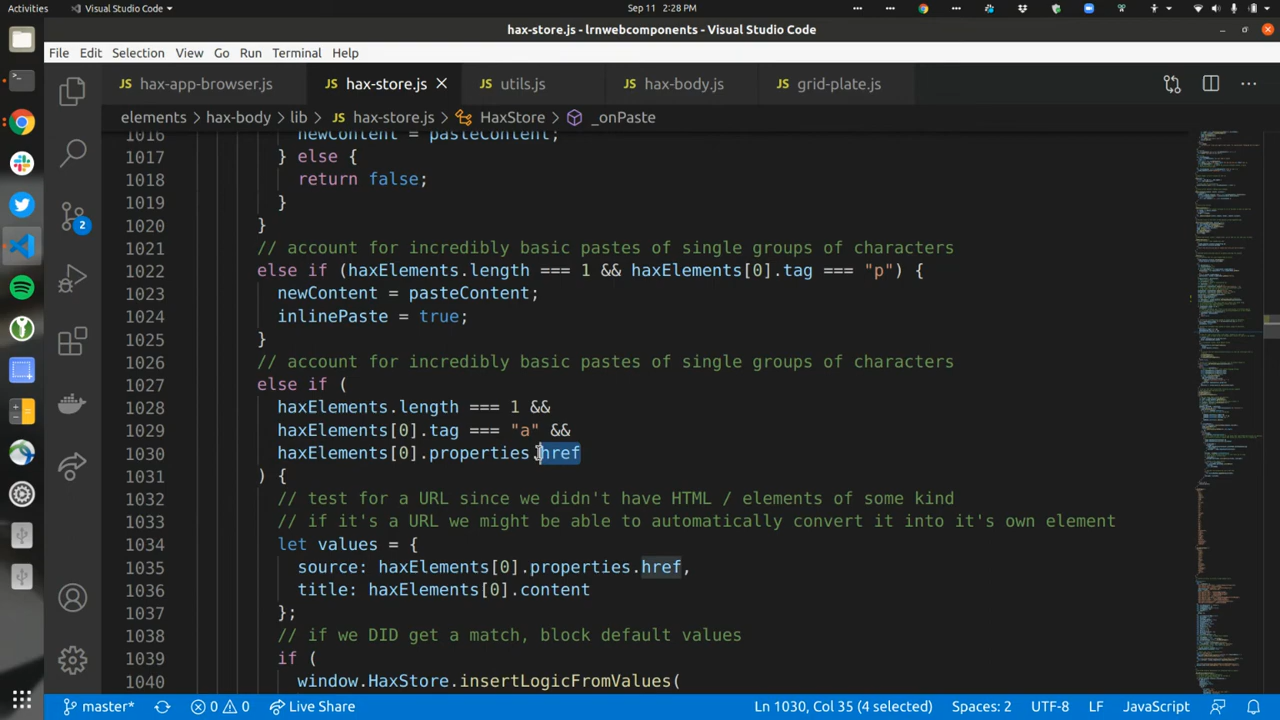 Activities
Visual Studio Code
Sep 11 2:28 PM
hax-store.js - lrnwebcomponents - Visual Studio Code
File Edit Selection View Go Run Terminal Help
JS hax-app-browser.js
JS hax-store.js
JS utils.js
JS hax-body.js
JS grid-plate.js
elements > hax-body > lib > JS hax-store.js > HaxStore > _onPaste
1016 newContent = pasteContent;
1017 } else {
1018 return false;
1019 }
1020 }
1021 // account for incredibly basic pastes of single groups of characters
1022 else if (haxElements.length === 1 && haxElements[0].tag === "p") {
1023 newContent = pasteContent;
1024 inlinePaste = true;
1025 }
1026 // account for incredibly basic pastes of single groups of characters
1027 else if (
1028 haxElements.length === 1 &&
1029 haxElements[0].tag === "a" &&
1030 haxElements[0].properties.href
1031 ) {
1032 // test for a URL since we didn't have HTML / elements of some kind
1033 // if it's a URL we might be able to automatically convert it into it's own element
1034 let values = {
1035 source: haxElements[0].properties.href,
1036 title: haxElements[0].content
1037 };
1038 // if we DID get a match, block default values
1039 if (
1040 window.HaxStore.insertLogicFromValues(
2
master* 0 0 Live Share
Ln 1030, Col 35 (4 selected) Spaces: 2 UTF-8 LF JavaScript